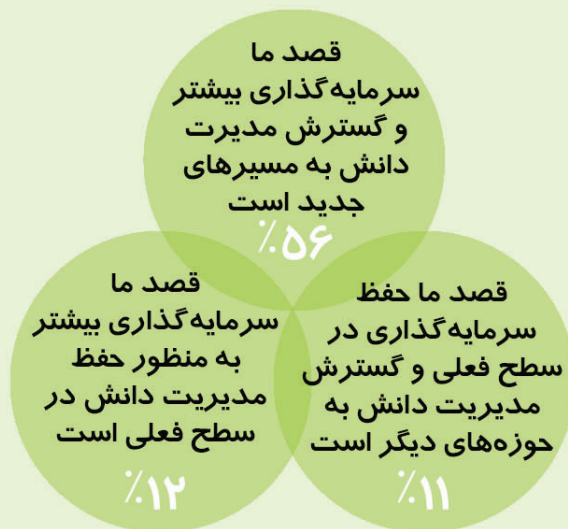 قصد ما
سرمایه‌گذاری بیشتر
و گسترش مدیرت
دانش به مسیرهای
جدید است
٪۵۶
قصد ما حفظ
سرمایه‌گذاری در
سطح فعلی و گسترش
مدیریت دانش به
حوزه‌های دیگر است
٪۱۱
قصد ما
سرمایه‌گذاری بیشتر
به منظور حفظ
مدیریت دانش در
سطح فعلی است
٪۱۲